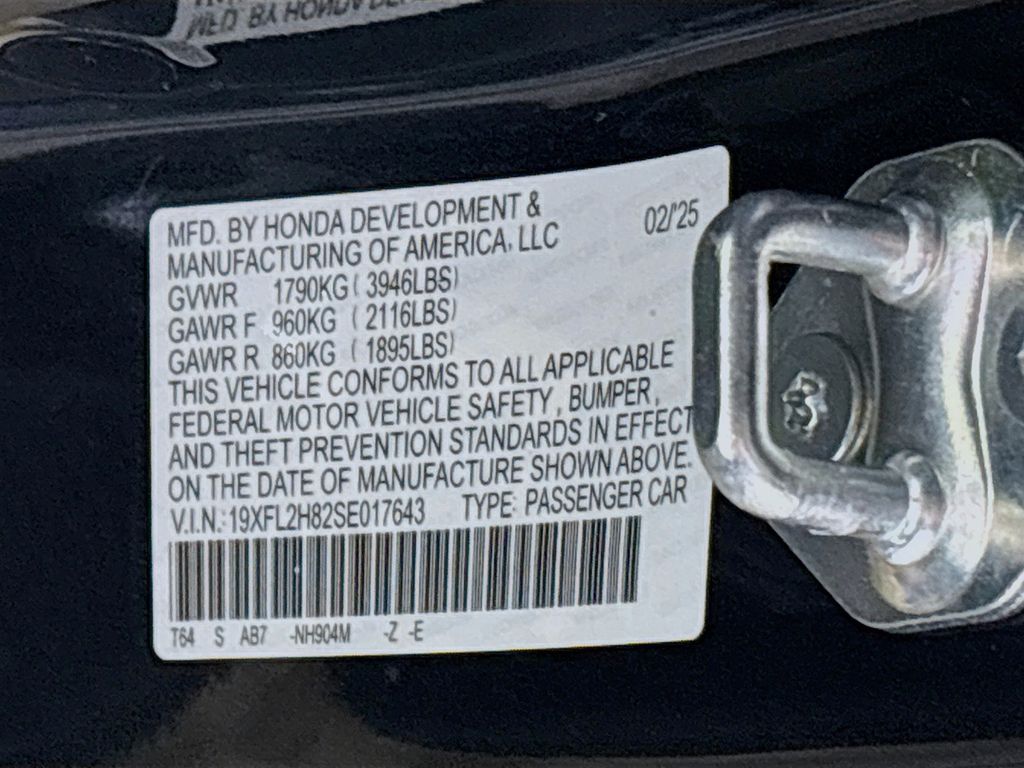 MFD. BY HONDA DEVELOPMENT &
MANUFACTURING OF AMERICA, LLC 02/'25
GVWR 1790KG ( 3946LBS)
GAWR F 960KG ( 2116LBS)
GAWR R 860KG ( 1895LBS)
THIS VEHICLE CONFORMS TO ALL APPLICABLE
FEDERAL MOTOR VEHICLE SAFETY, BUMPER,
AND THEFT PREVENTION STANDARDS IN EFFECT
ON THE DATE OF MANUFACTURE SHOWN ABOVE.
V.I.N.: 19XFL2H82SE017643 TYPE: PASSENGER CAR
T64 S AB7 -NH904M -Z -E